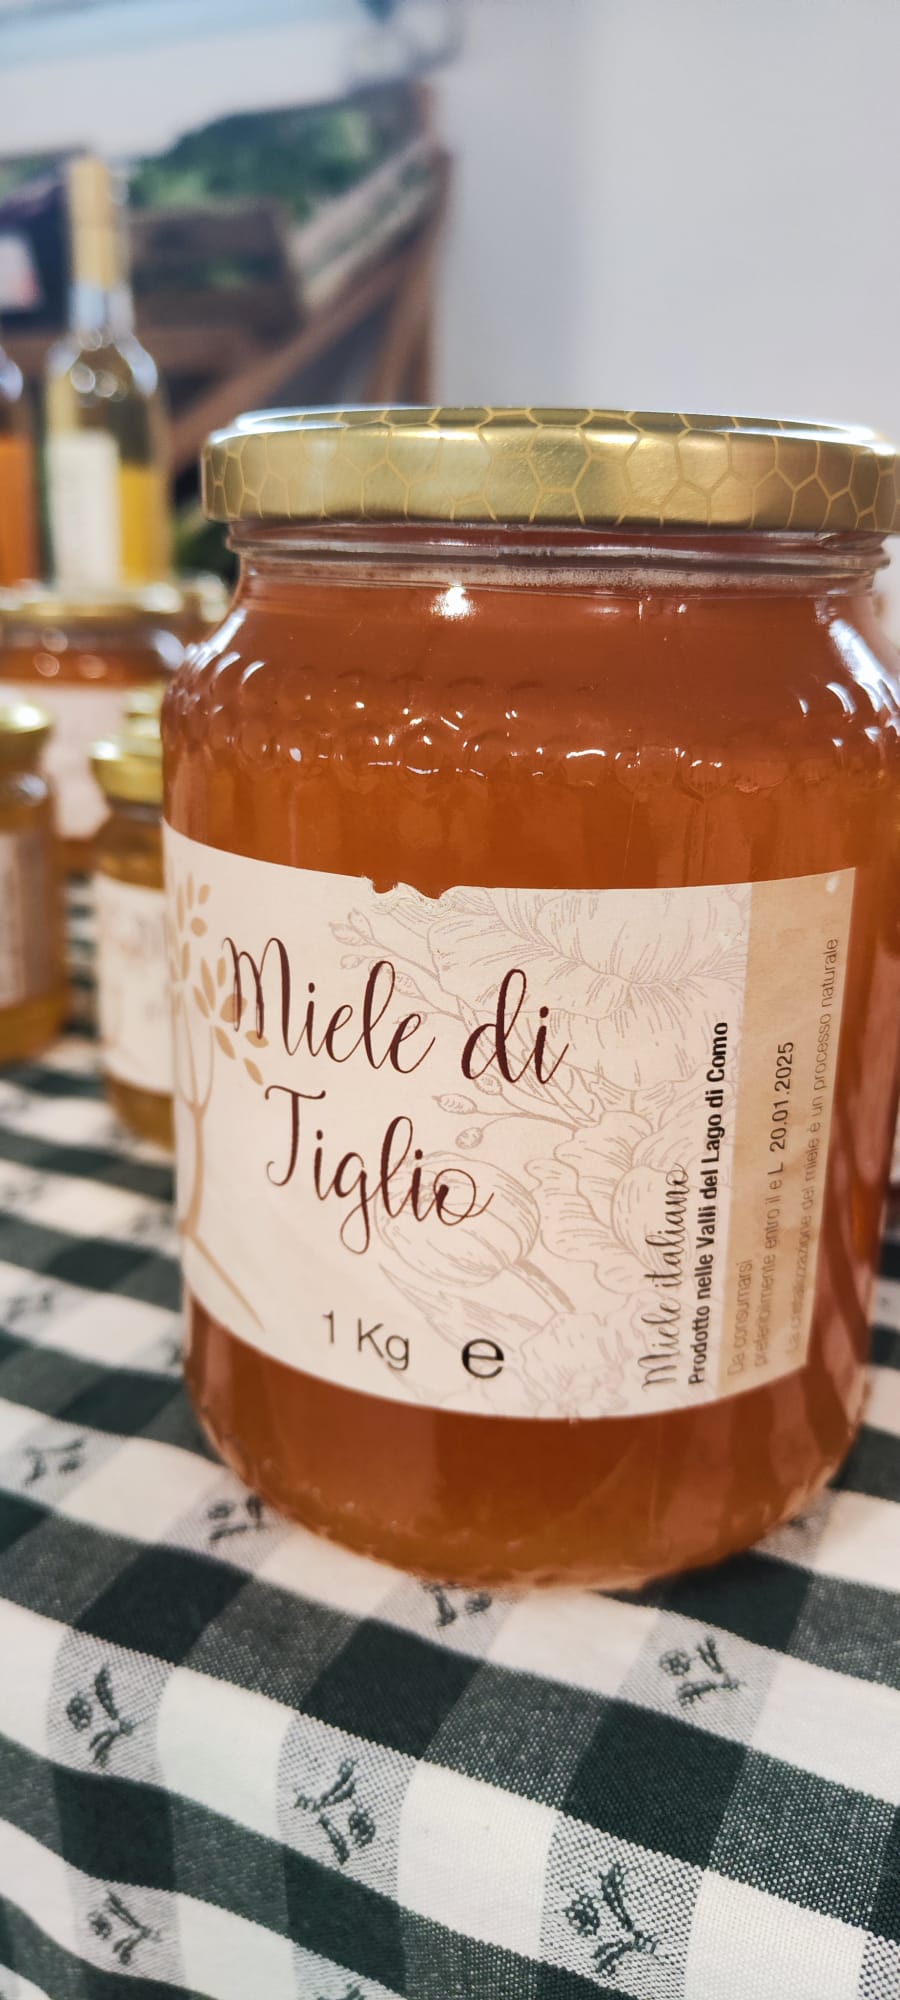 Miele di
Tiglio
1 Kg e
Miele italiano
Prodotto nelle Valli del Lago di Como
Da consumarsi
preferibilmente entro il e L 20.01.2025
La cristallizzazione del miele è un processo naturale